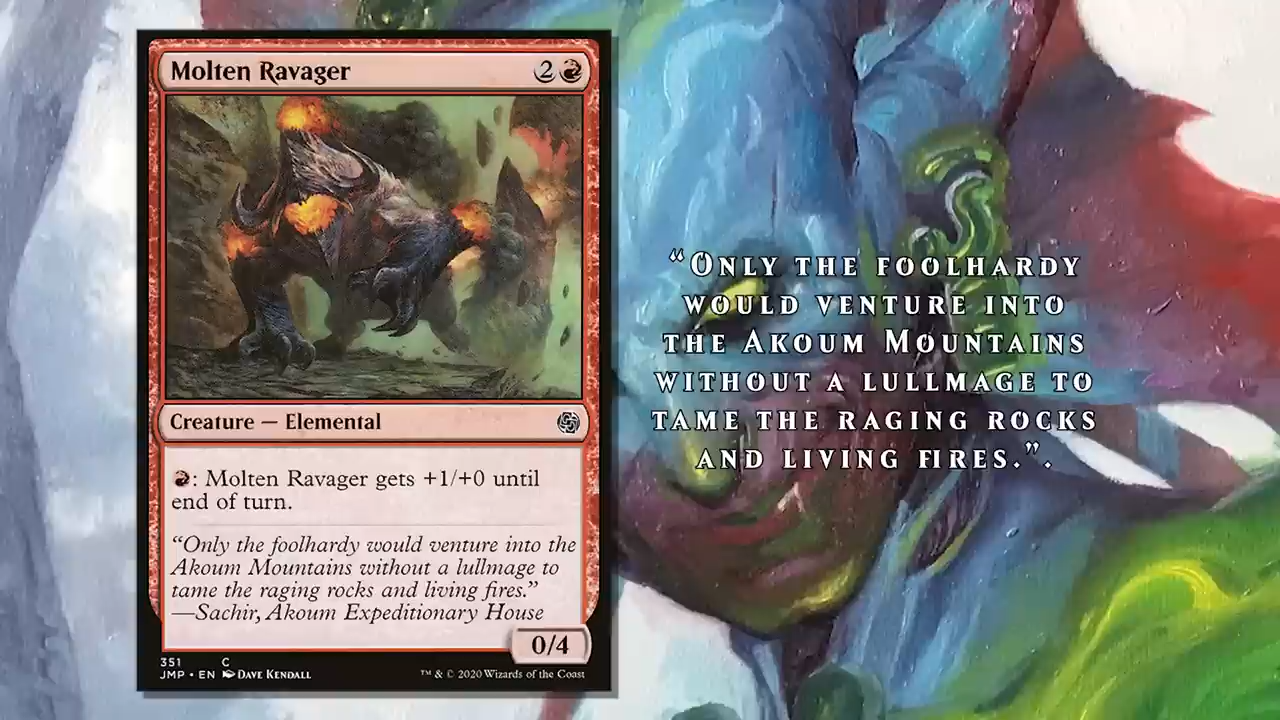 Molten Ravager 2
Creature — Elemental
: Molten Ravager gets +1/+0 until
end of turn.
“Only the foolhardy would venture into the
Akoum Mountains without a lullmage to
tame the raging rocks and living fires.”
—Sachir, Akoum Expeditionary House
0/4
351 C
JMP • EN DAVE KENDALL
™ & © 2020 Wizards of the Coast
“ONLY THE FOOLHARDY
WOULD VENTURE INTO
THE AKOUM MOUNTAINS
WITHOUT A LULLMAGE TO
TAME THE RAGING ROCKS
AND LIVING FIRES.”.